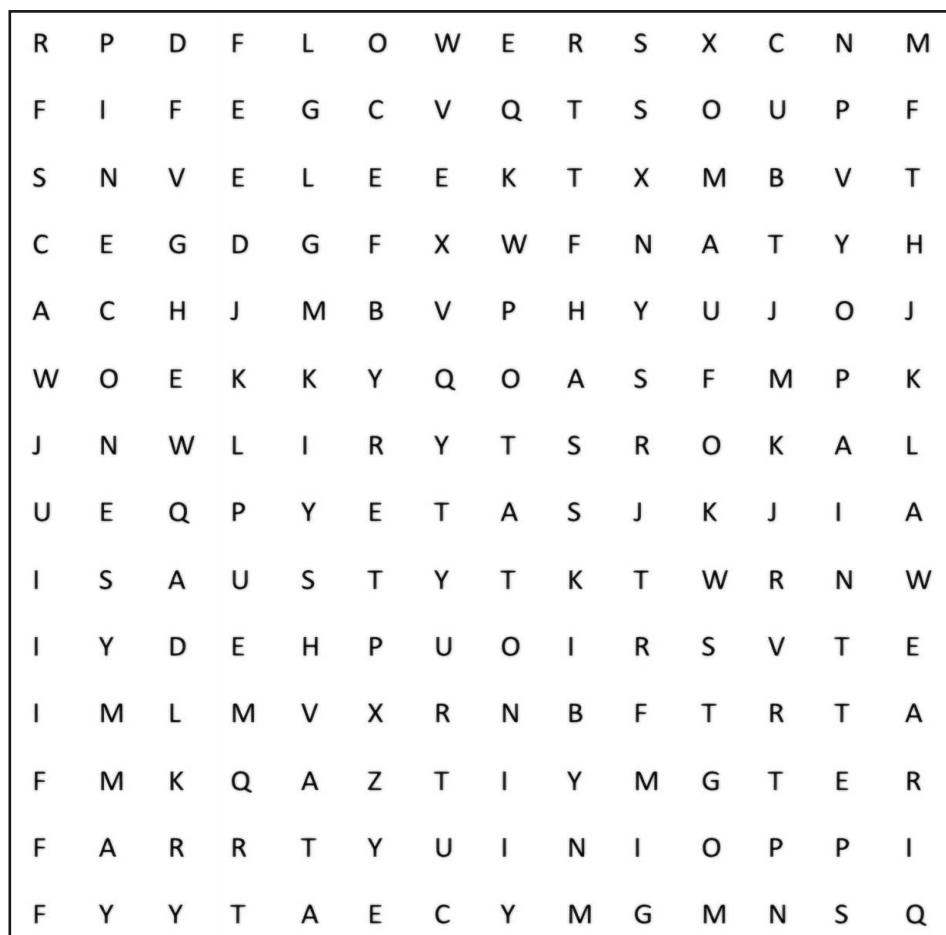 R P D F L O W E R S X C N M
F I F E G C V Q T S O U P F
S N V E L E E K T X M B V T
C E G D G F X W F N A T Y H
A C H J M B V P H Y U J O J
W O E K K Y Q O A S F M P K
J N W L I R Y T S R O K A L
U E Q P Y E T A S J K J I A
I S A U S T Y T K T W R N W
I Y D E H P U O I R S V T E
I M L M V X R N B F T R T A
F M K Q A Z T I Y M G T E R
F A R R T Y U I N I O P P I
F Y Y T A E C Y M G M N S Q